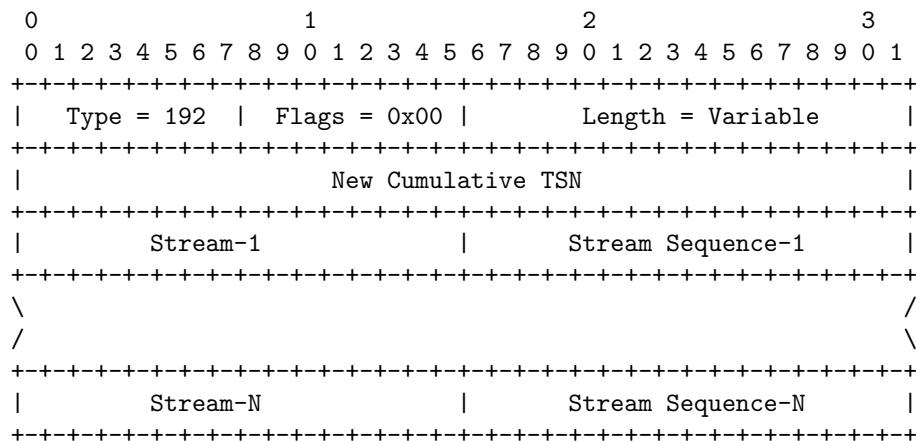 0                   1                   2                   3
 0 1 2 3 4 5 6 7 8 9 0 1 2 3 4 5 6 7 8 9 0 1 2 3 4 5 6 7 8 9 0 1
+-+-+-+-+-+-+-+-+-+-+-+-+-+-+-+-+-+-+-+-+-+-+-+-+-+-+-+-+-+-+-+-+
|   Type = 192  |  Flags = 0x00 |        Length = Variable      |
+-+-+-+-+-+-+-+-+-+-+-+-+-+-+-+-+-+-+-+-+-+-+-+-+-+-+-+-+-+-+-+-+
|                      New Cumulative TSN                       |
+-+-+-+-+-+-+-+-+-+-+-+-+-+-+-+-+-+-+-+-+-+-+-+-+-+-+-+-+-+-+-+-+
|         Stream-1              |       Stream Sequence-1       |
+-+-+-+-+-+-+-+-+-+-+-+-+-+-+-+-+-+-+-+-+-+-+-+-+-+-+-+-+-+-+-+-+
\                                                               /
/                                                               \
+-+-+-+-+-+-+-+-+-+-+-+-+-+-+-+-+-+-+-+-+-+-+-+-+-+-+-+-+-+-+-+-+
|         Stream-N              |       Stream Sequence-N       |
+-+-+-+-+-+-+-+-+-+-+-+-+-+-+-+-+-+-+-+-+-+-+-+-+-+-+-+-+-+-+-+-+